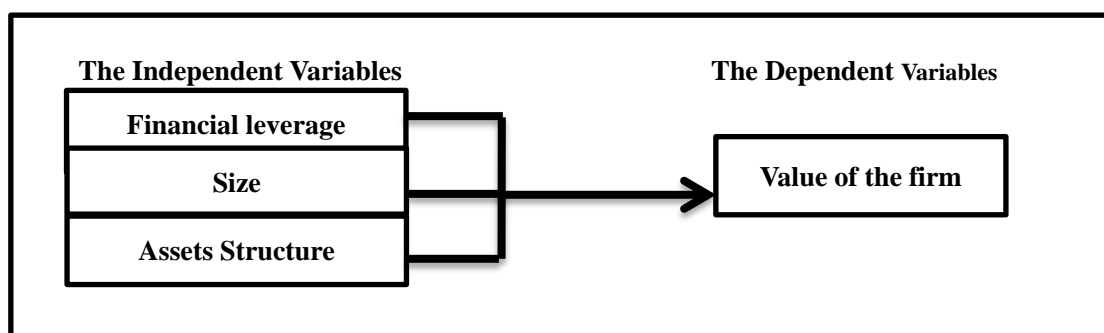 The Independent Variables
The Dependent Variables
Financial leverage
Size
Assets Structure
Value of the firm